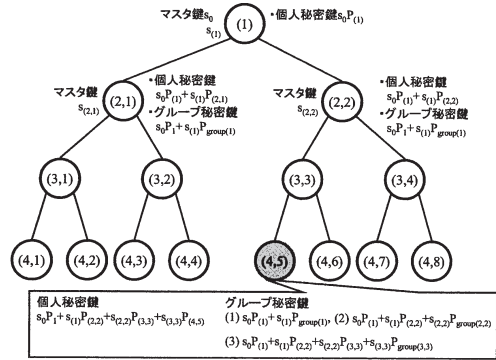 マスタ鍵s0
s(1)
(1)
・個人秘密鍵s0P(1)
マスタ鍵
s(2,1)
(2,1)
・個人秘密鍵
s0P(1)+ s(1)P(2,1)
・グループ秘密鍵
s0P1+ s(1)Pgroup(1)
マスタ鍵
s(2,2)
(2,2)
・個人秘密鍵
s0P(1)+ s(1)P(2,2)
・グループ秘密鍵
s0P1+ s(1)Pgroup(1)
(3,1)
(3,2)
(3,3)
(3,4)
(4,1)
(4,2)
(4,3)
(4,4)
(4,5)
(4,6)
(4,7)
(4,8)
個人秘密鍵
s0P1+ s(1)P(2,2)+s(2,2)P(3,3)+s(3,3)P(4,5)
グループ秘密鍵
(1) s0P(1)+ s(1)Pgroup(1), (2) s0P(1)+s(1)P(2,2)+s(2,2)Pgroup(2,2)
(3) s0P(1)+s(1)P(2,2)+s(2,2)P(3,3)+s(3,3)Pgroup(3,3)